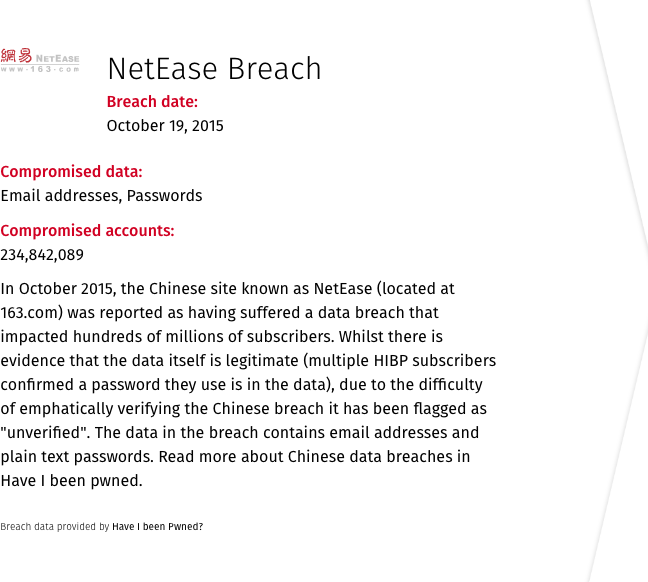 網易 NETEASE
www.163.com
NetEase Breach
Breach date:
October 19, 2015
Compromised data:
Email addresses, Passwords
Compromised accounts:
234,842,089
In October 2015, the Chinese site known as NetEase (located at
163.com) was reported as having suffered a data breach that
impacted hundreds of millions of subscribers. Whilst there is
evidence that the data itself is legitimate (multiple HIBP subscribers
confirmed a password they use is in the data), due to the difficulty
of emphatically verifying the Chinese breach it has been flagged as
"unverified". The data in the breach contains email addresses and
plain text passwords. Read more about Chinese data breaches in
Have I been pwned.
Breach data provided by Have I been Pwned?